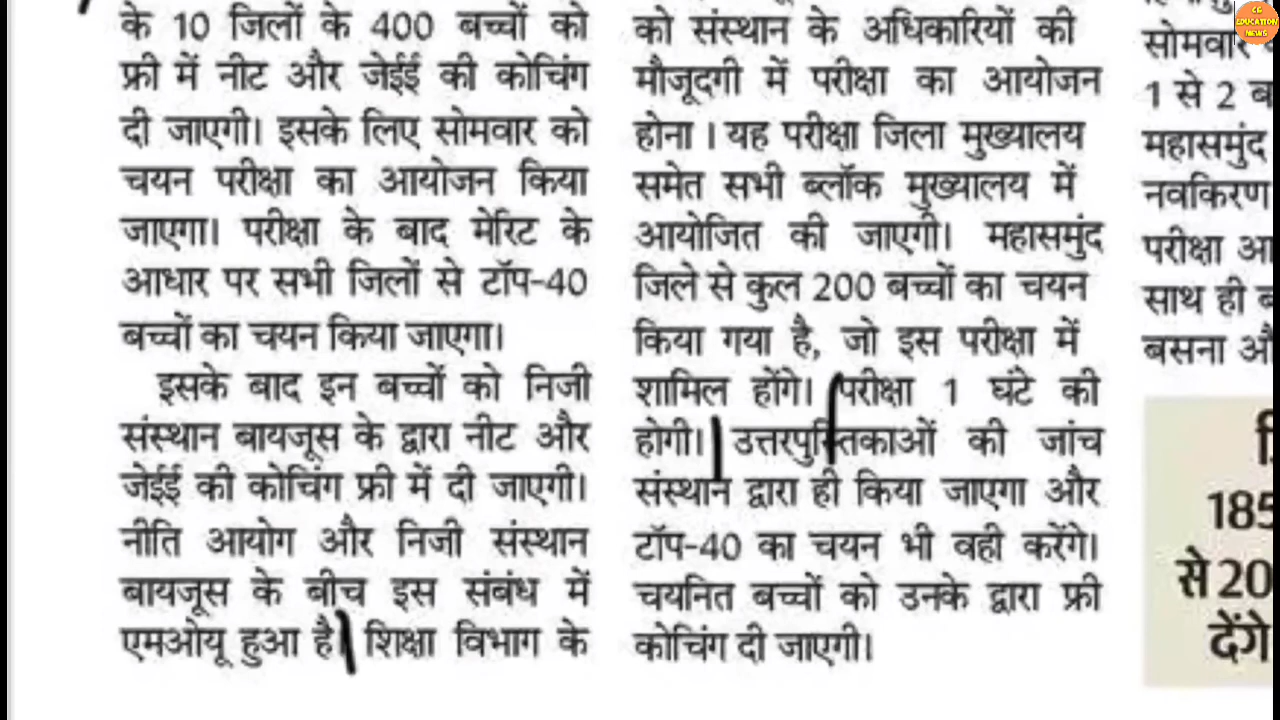 के 10 जिलों के 400 बच्चों को
फ्री में नीट और जेईई की कोचिंग
दी जाएगी। इसके लिए सोमवार को
चयन परीक्षा का आयोजन किया
जाएगा। परीक्षा के बाद मेरिट के
आधार पर सभी जिलों से टॉप-40
बच्चों का चयन किया जाएगा।
इसके बाद इन बच्चों को निजी
संस्थान बायजूस के द्वारा नीट और
जेईई की कोचिंग फ्री में दी जाएगी।
नीति आयोग और निजी संस्थान
बायजूस के बीच इस संबंध में
एमओयू हुआ है। शिक्षा विभाग के
को संस्थान के अधिकारियों की
मौजूदगी में परीक्षा का आयोजन
होना । यह परीक्षा जिला मुख्यालय
समेत सभी ब्लॉक मुख्यालय में
आयोजित की जाएगी। महासमुंद
जिले से कुल 200 बच्चों का चयन
किया गया है, जो इस परीक्षा में
शामिल होंगे। परीक्षा 1 घंटे की
होगी। उत्तरपुस्तिकाओं की जांच
संस्थान द्वारा ही किया जाएगा और
टॉप-40 का चयन भी वही करेंगे।
चयनित बच्चों को उनके द्वारा फ्री
कोचिंग दी जाएगी।
सोमवार
1 से 2
महासमुंद
नवकिरण
परीक्षा
साथ ही
बसना
185
से 20
देंगे
CG
EDUCATION
NEWS